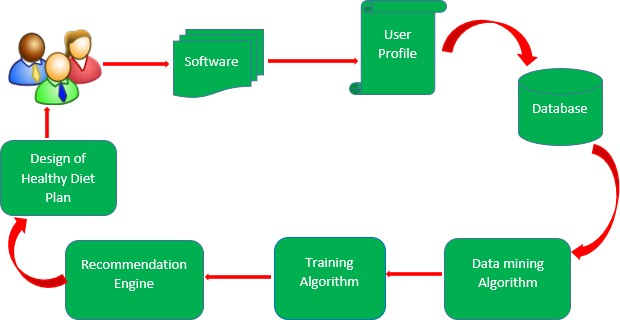 Software
User
Profile
Database
Data mining
Algorithm
Training
Algorithm
Recommendation
Engine
Design of
Healthy Diet
Plan